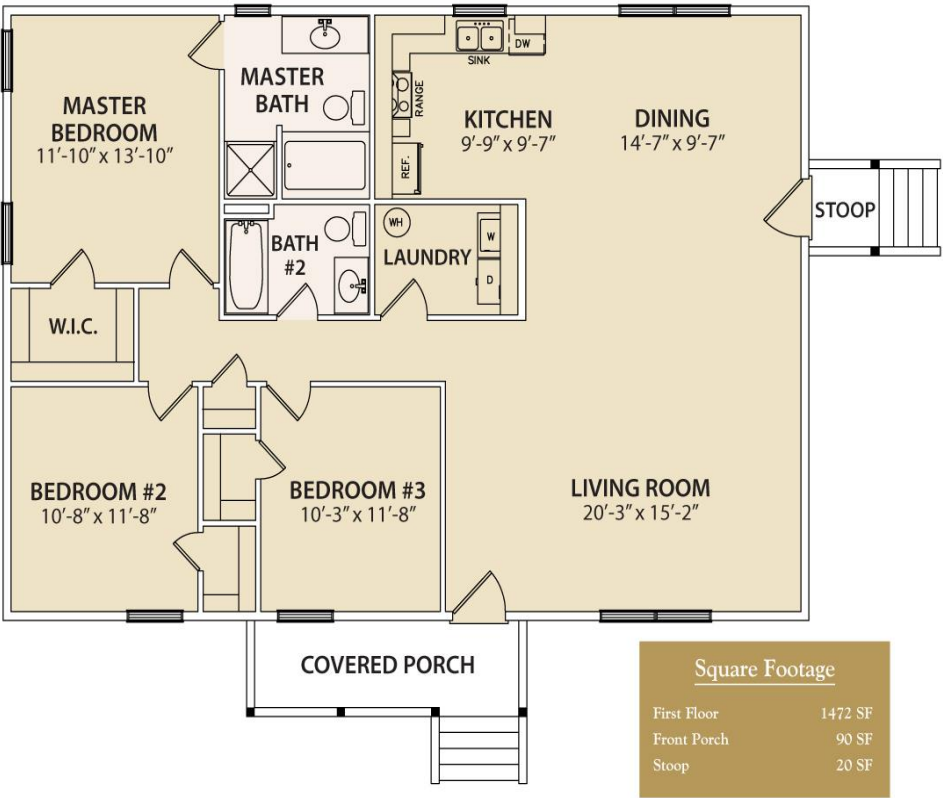 MASTER
BEDROOM
11'-10" x 13'-10"
MASTER
BATH
SINK
DW
RANGE
REF.
KITCHEN
9'-9" x 9'-7"
DINING
14'-7" x 9'-7"
STOOP
BATH
#2
WH
LAUNDRY
W
D
W.I.C.
BEDROOM #2
10'-8" x 11'-8"
BEDROOM #3
10'-3" x 11'-8"
LIVING ROOM
20'-3" x 15'-2"
COVERED PORCH
Square Footage
First Floor 1472 SF
Front Porch 90 SF
Stoop 20 SF